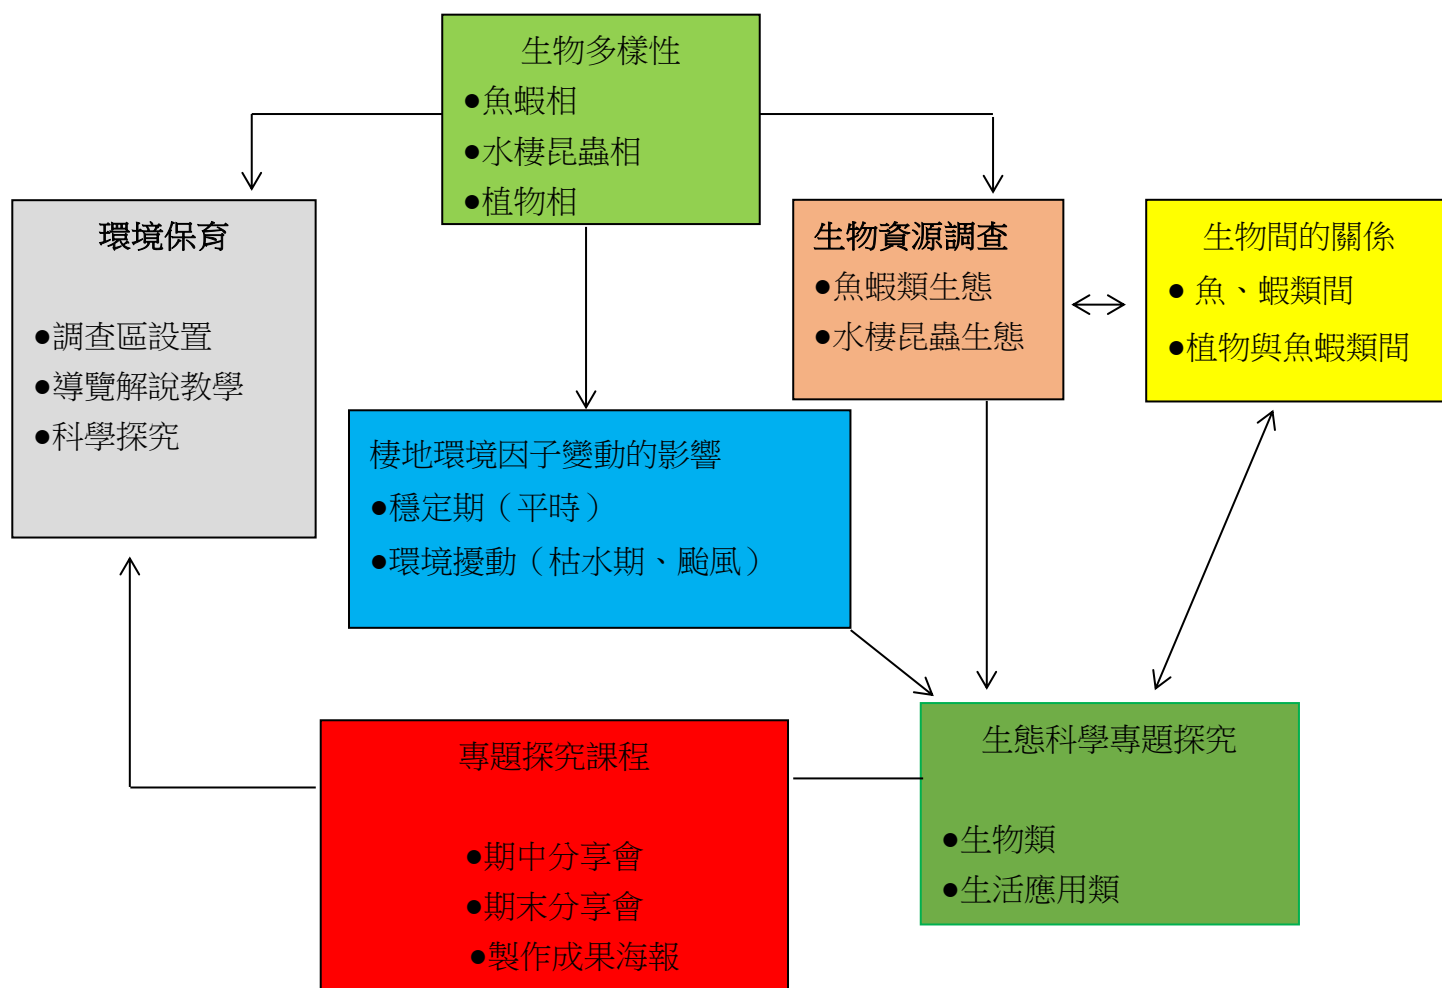 生物多樣性
●魚蝦相
●水棲昆蟲相
●植物相
環境保育
●調查區設置
●導覽解說教學
●科學探究
生物資源調查
●魚蝦類生態
●水棲昆蟲生態
生物間的關係
● 魚、蝦類間
●植物與魚蝦類間
棲地環境因子變動的影響
●穩定期（平時）
●環境擾動（枯水期、颱風）
專題探究課程
●期中分享會
●期末分享會
●製作成果海報
生態科學專題探究
●生物類
●生活應用類